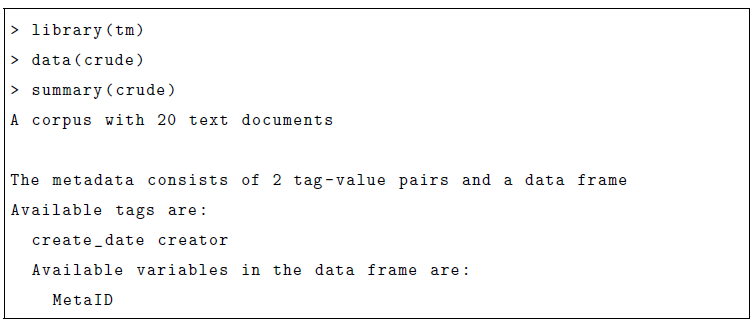 > library(tm)
> data(crude)
> summary(crude)
A corpus with 20 text documents

The metadata consists of 2 tag-value pairs and a data frame
Available tags are:
  create_date creator
  Available variables in the data frame are:
    MetaID